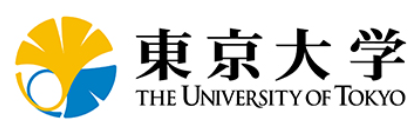 東京大学
THE UNIVERSITY OF TOKYO